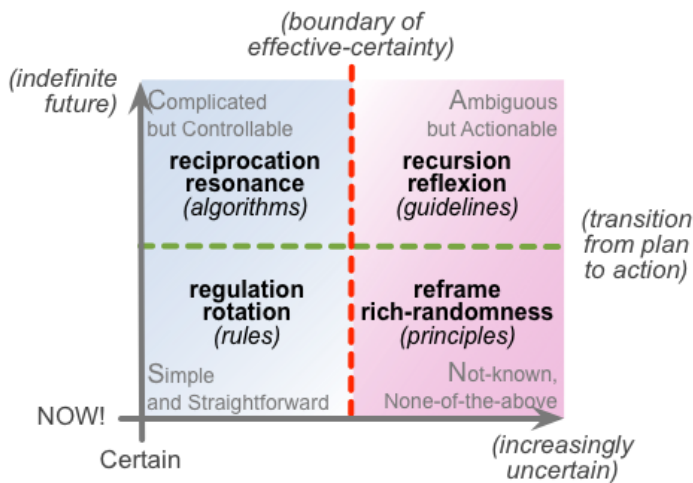 (boundary of
effective-certainty)
(indefinite
future)
Complicated
but Controllable
Ambiguous
but Actionable
reciprocation
resonance
(algorithms)
recursion
reflexion
(guidelines)
(transition
from plan
to action)
regulation
rotation
(rules)
reframe
rich-randomness
(principles)
Simple
and Straightforward
Not-known,
None-of-the-above
NOW!
Certain
(increasingly
uncertain)